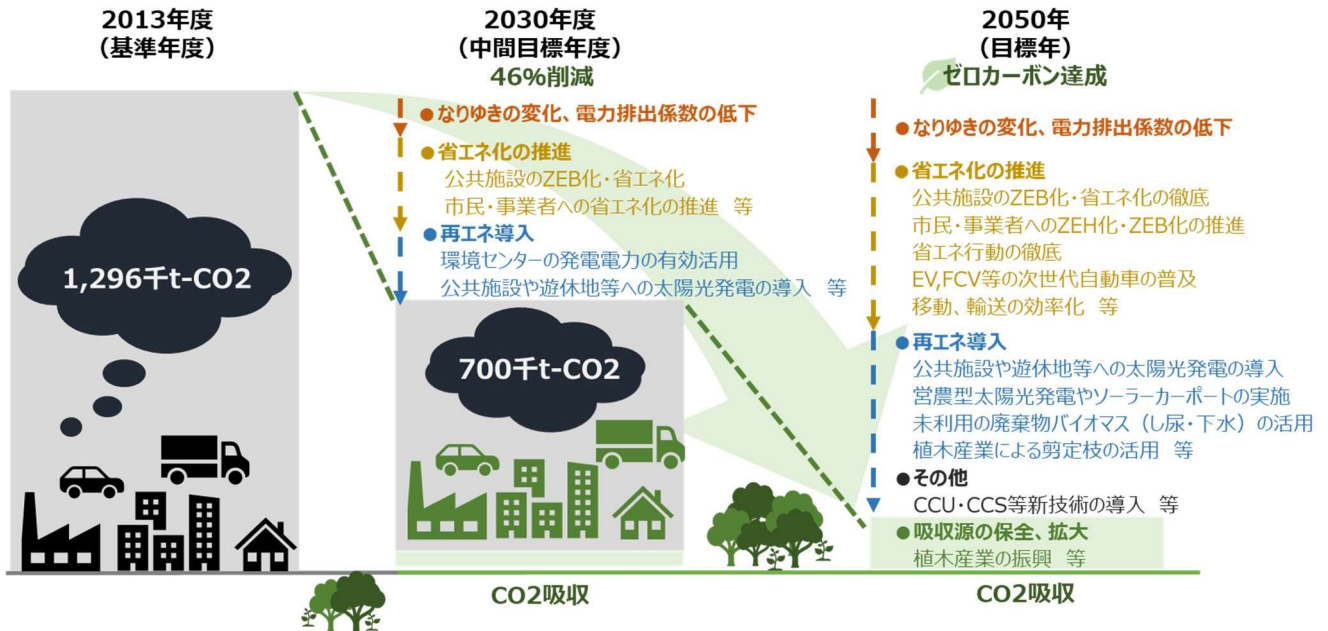 2013年度
(基準年度)
1,296千t-CO2
2030年度
(中間目標年度)
46%削減
●なりゆきの変化、電力排出係数の低下
●省エネ化の推進
公共施設のZEB化・省エネ化
市民・事業者への省エネ化の推進 等
●再エネ導入
環境センターの発電電力の有効活用
公共施設や遊休地等への太陽光発電の導入 等
700千t-CO2
CO2吸収
2050年
(目標年)
ゼロカーボン達成
●なりゆきの変化、電力排出係数の低下
●省エネ化の推進
公共施設のZEB化・省エネ化の徹底
市民・事業者へのZEH化・ZEB化の推進
省エネ行動の徹底
EV,FCV等の次世代自動車の普及
移動、輸送の効率化 等
●再エネ導入
公共施設や遊休地等への太陽光発電の導入
営農型太陽光発電やソーラーカーポートの実施
未利用の廃棄物バイオマス(し尿・下水)の活用
植木産業による剪定枝の活用 等
●その他
CCU・CCS等新技術の導入 等
●吸収源の保全、拡大
植木産業の振興 等
CO2吸収